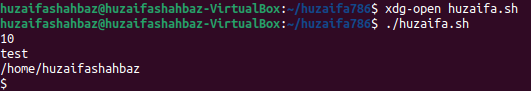 huzaifashahbaz@huzaifashahbaz-VirtualBox:~/huzaifa786$ xdg-open huzaifa.sh
huzaifashahbaz@huzaifashahbaz-VirtualBox:~/huzaifa786$ ./huzaifa.sh
10
test
/home/huzaifashahbaz
$